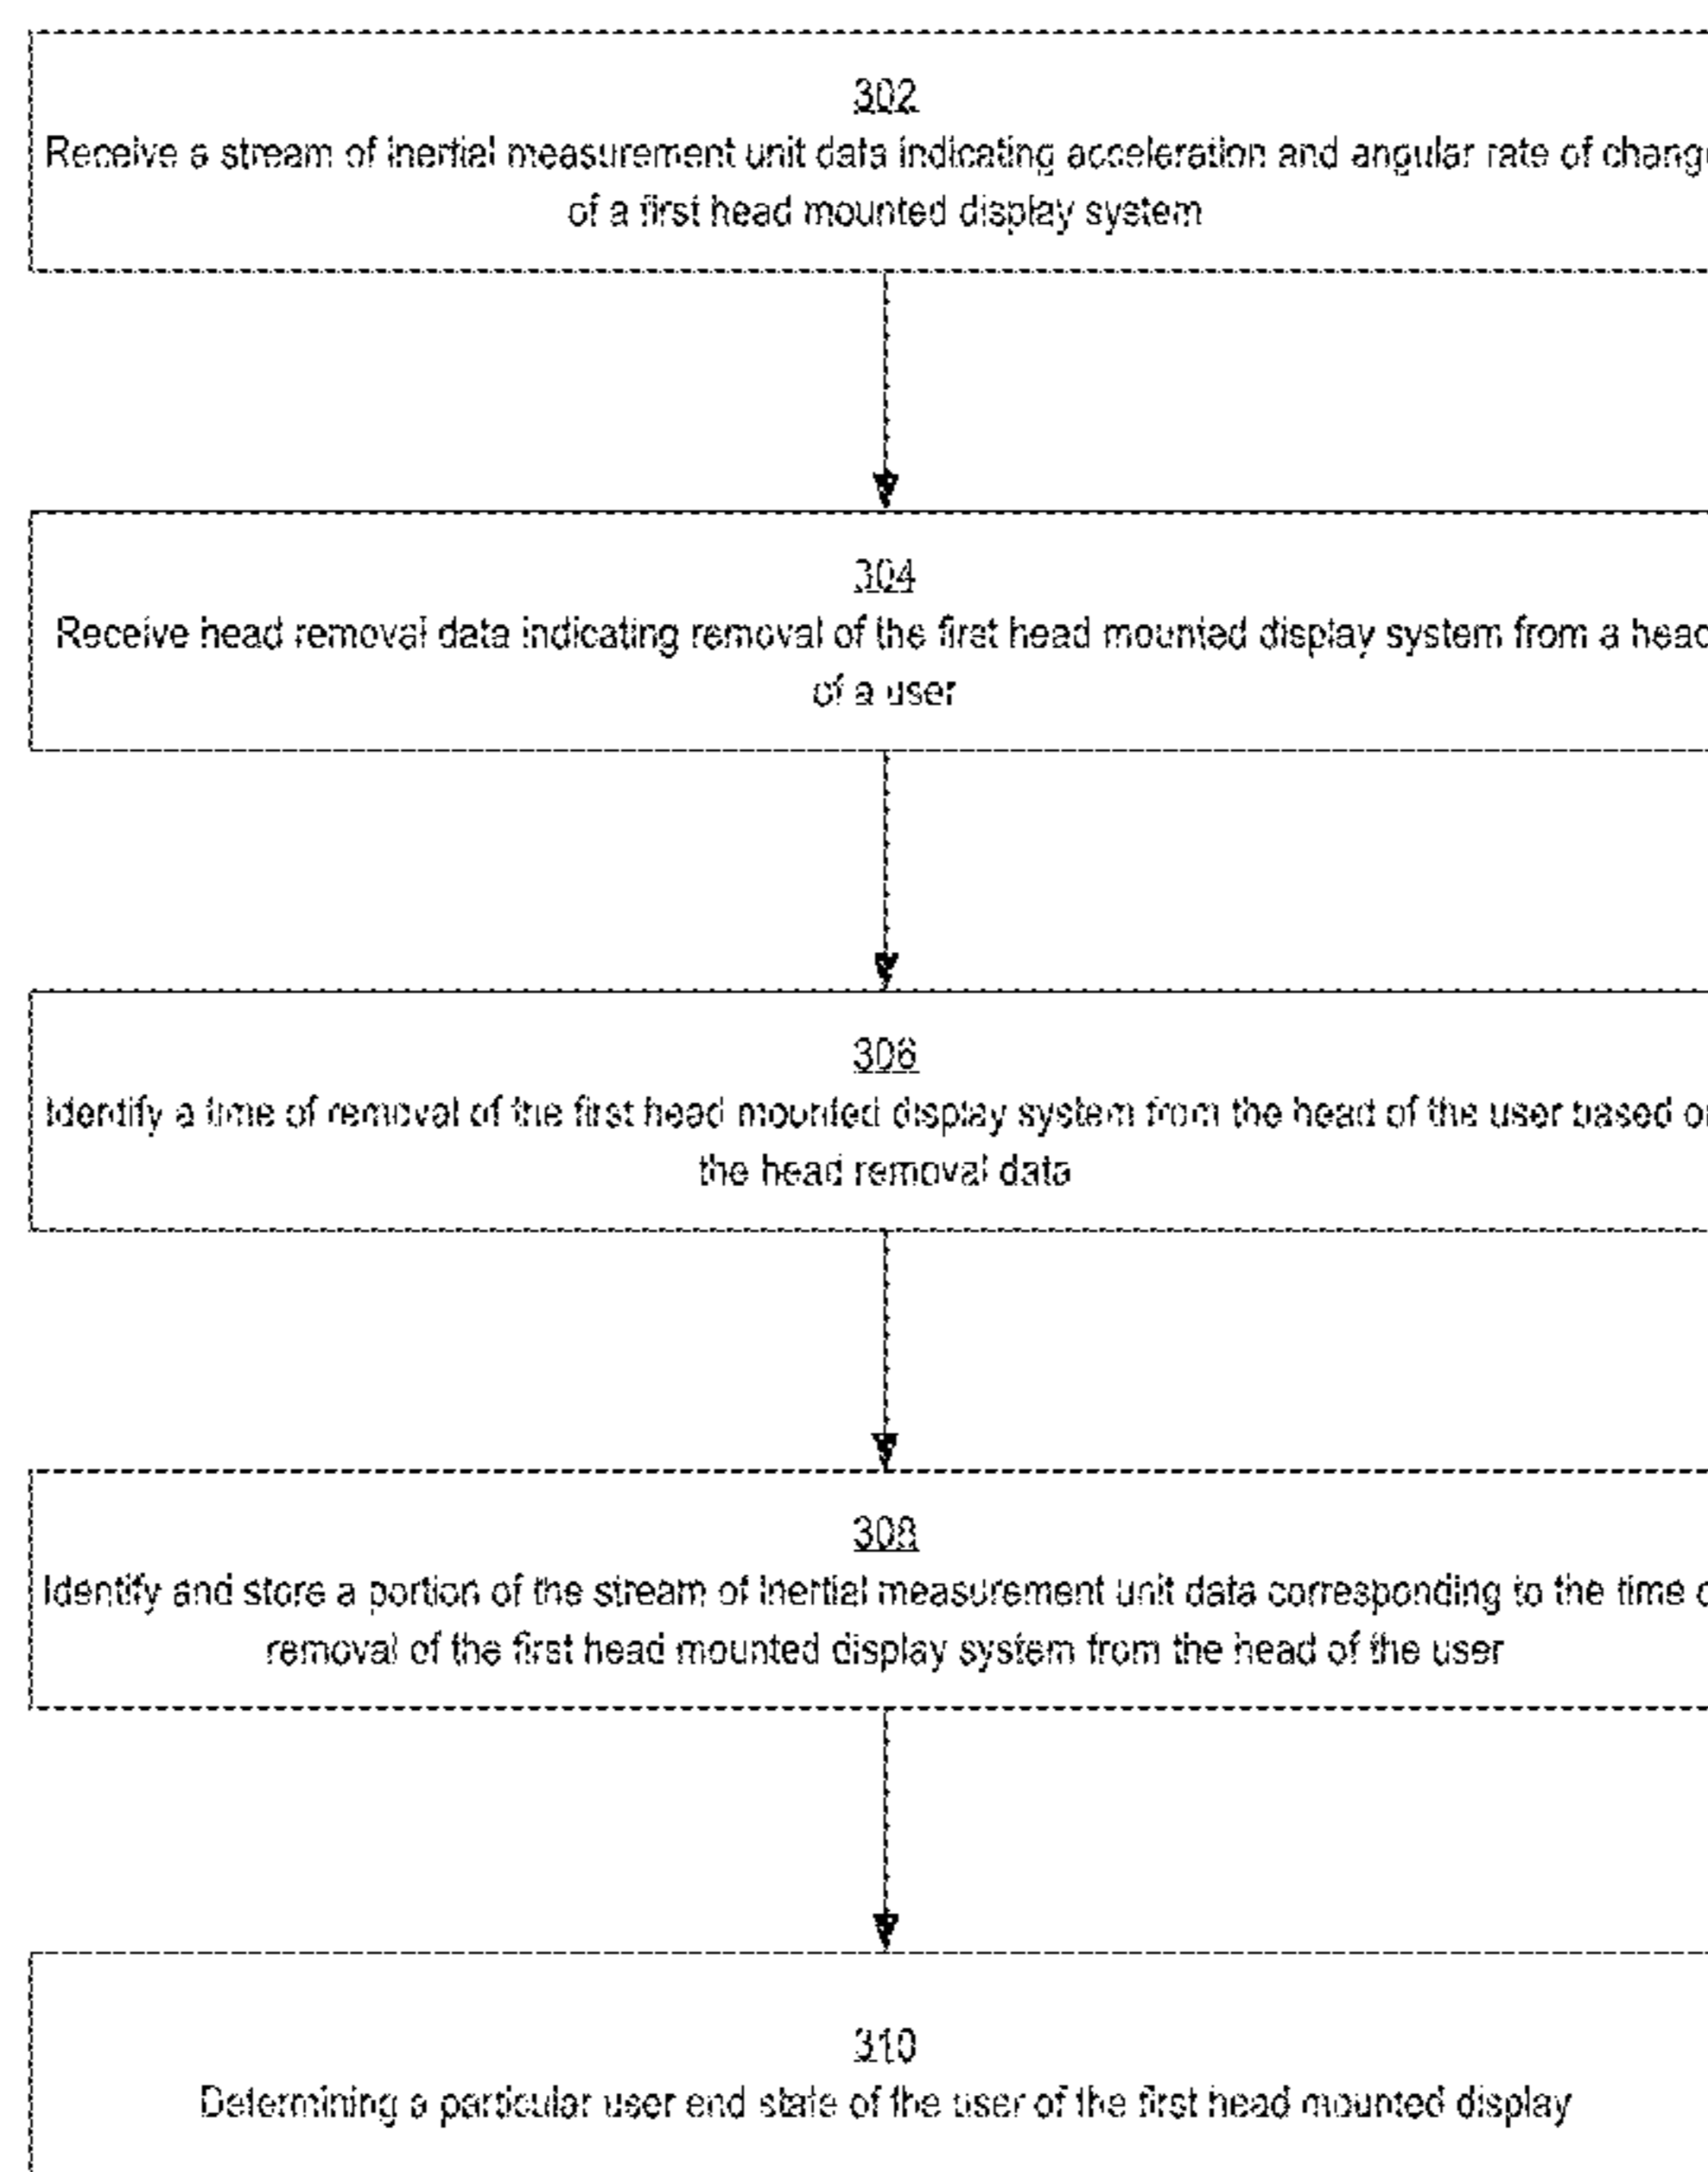 302
Receive a stream of inertial measurement unit data indicating acceleration and angular rate of change
of a first head mounted display system
304
Receive head removal data indicating removal of the first head mounted display system from a head
of a user
306
Identify a time of removal of the first head mounted display system from the head of the user based on
the head removal data
308
Identify and store a portion of the stream of inertial measurement unit data corresponding to the time
removal of the first head mounted display system from the head of the user
310
Determining a particular user end state of the user of the first head mounted display